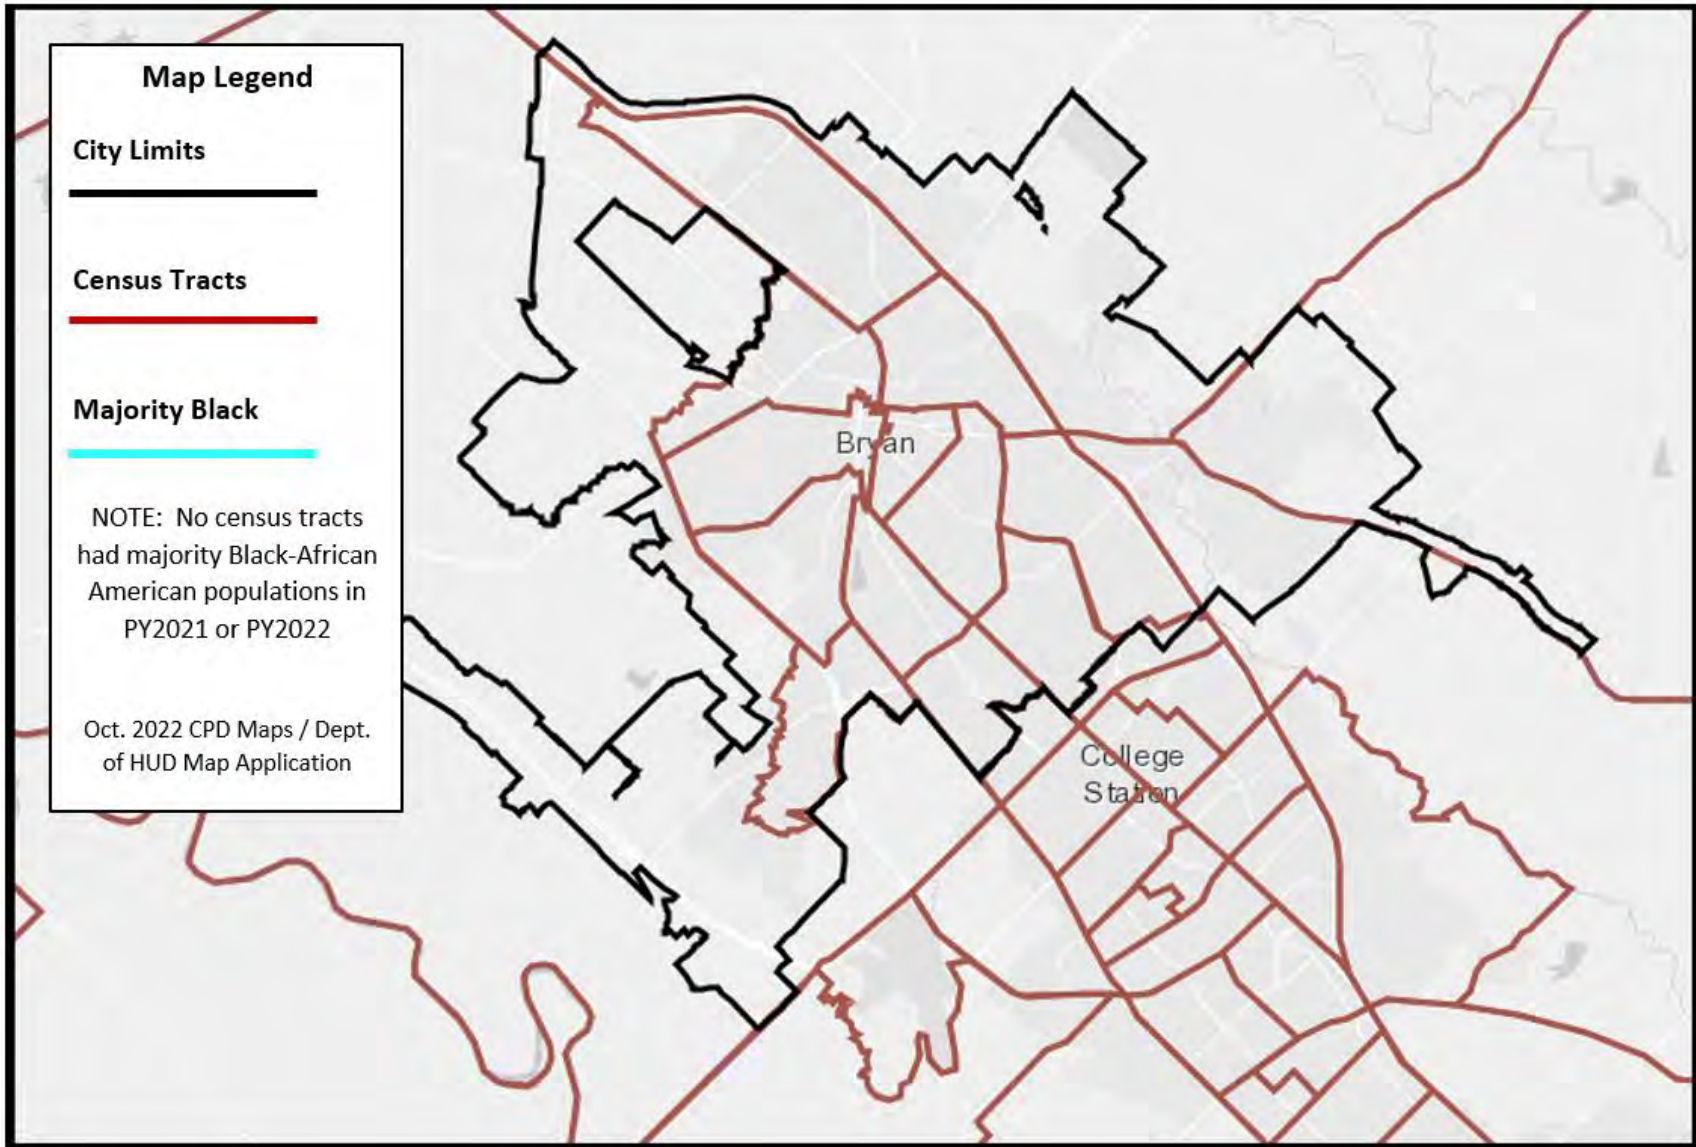 Map Legend
City Limits
Census Tracts
Majority Black
NOTE:  No census tracts
had majority Black-African
American populations in
PY2021 or PY2022
Oct. 2022 CPD Maps / Dept.
of HUD Map Application
Bryan
College
Station